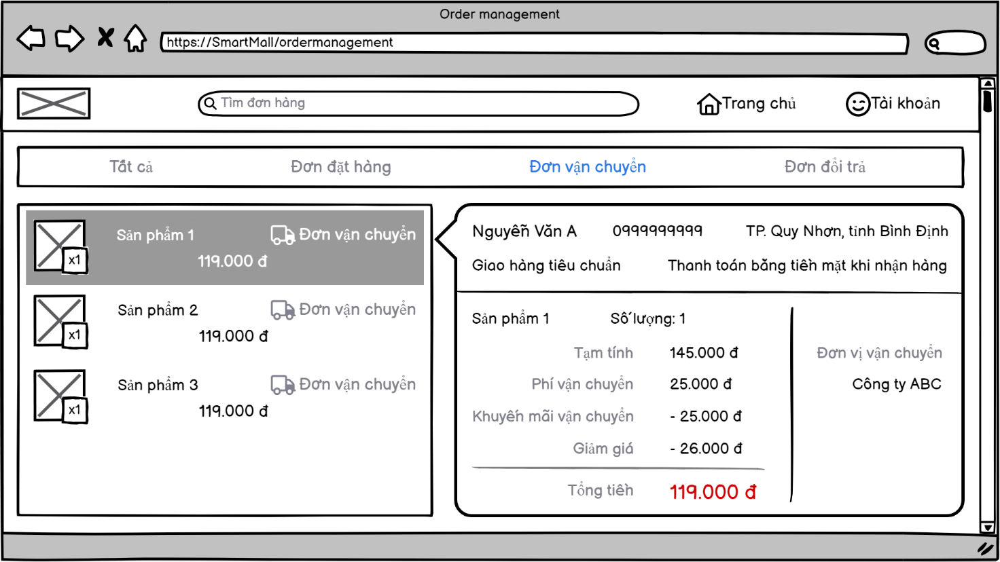 Order management
https://SmartMall/ordermanagement
Tìm đơn hàng
Trang chủ
Tài khoản
Tất cả
Đơn đặt hàng
Đơn vận chuyển
Đơn đổi trả
Sản phẩm 1
Đơn vận chuyển
x1
119.000 đ
Sản phẩm 2
Đơn vận chuyển
x1
119.000 đ
Sản phẩm 3
Đơn vận chuyển
x1
119.000 đ
Nguyễn Văn A
0999999999
TP. Quy Nhơn, tỉnh Bình Định
Giao hàng tiêu chuẩn
Thanh toán bằng tiền mặt khi nhận hàng
Sản phẩm 1
Số lượng: 1
Tạm tính
145.000 đ
Phí vận chuyển
25.000 đ
Khuyến mãi vận chuyển
- 25.000 đ
Giảm giá
- 26.000 đ
Tổng tiền
119.000 đ
Đơn vị vận chuyển
Công ty ABC